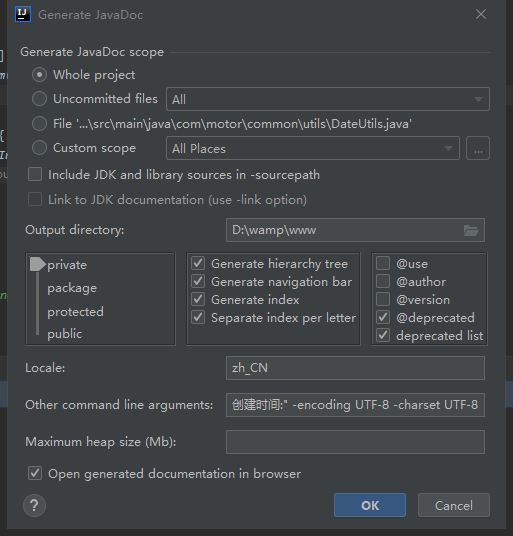 Generate JavaDoc
Generate JavaDoc scope
Whole project
Uncommitted files All
File '...\src\main\java\com\motor\common\utils\DateUtils.java'
Custom scope All Places ...
Include JDK and library sources in -sourcepath
Link to JDK documentation (use -link option)
Output directory: D:\wamp\www
private
package
protected
public
Generate hierarchy tree
Generate navigation bar
Generate index
Separate index per letter
@use
@author
@version
@deprecated
deprecated list
Locale: zh_CN
Other command line arguments: 创建时间:" -encoding UTF-8 -charset UTF-8
Maximum heap size (Mb):
Open generated documentation in browser
? OK Cancel